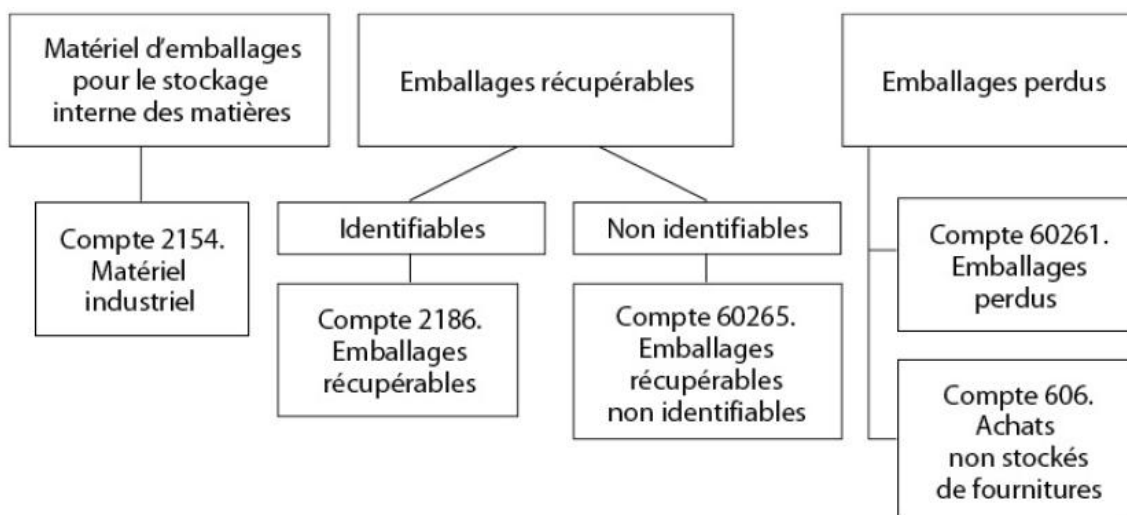 Matériel d'emballages
pour le stockage
interne des matières
Emballages récupérables
Emballages perdus
Identifiables
Non identifiables
Compte 2154.
Matériel
industriel
Compte 2186.
Emballages
récupérables
Compte 60265.
Emballages
récupérables
non identifiables
Compte 60261.
Emballages
perdus
Compte 606.
Achats
non stockés
de fournitures